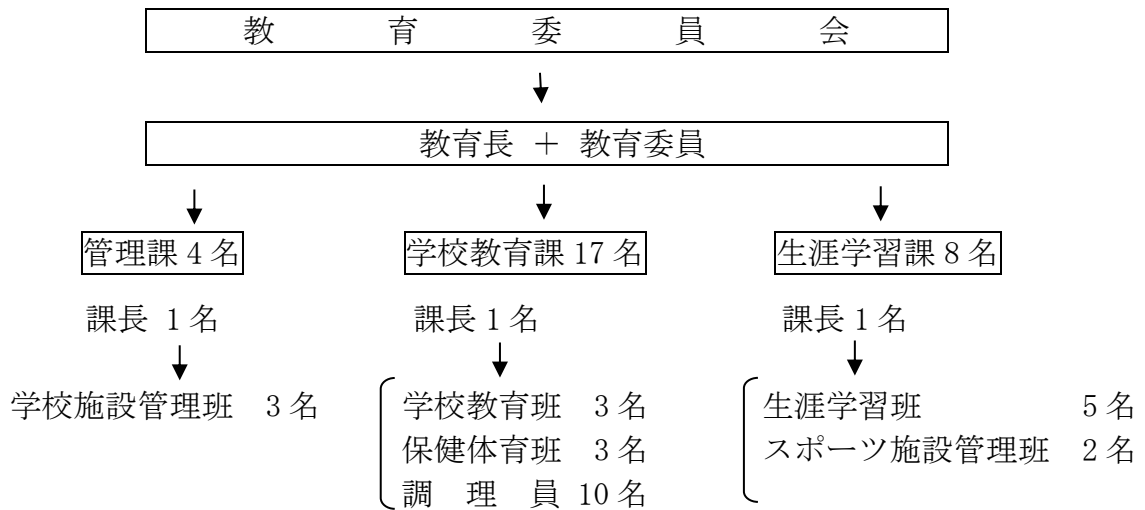 教育委員会
教育長 ＋ 教育委員
管理課 4 名 学校教育課 17 名 生涯学習課 8 名
課長 1 名 課長 1 名 課長 1 名
学校施設管理班 3 名 学校教育班 3 名 生涯学習班 5 名
保健体育班 3 名 スポーツ施設管理班 2 名
調 理 員 10 名